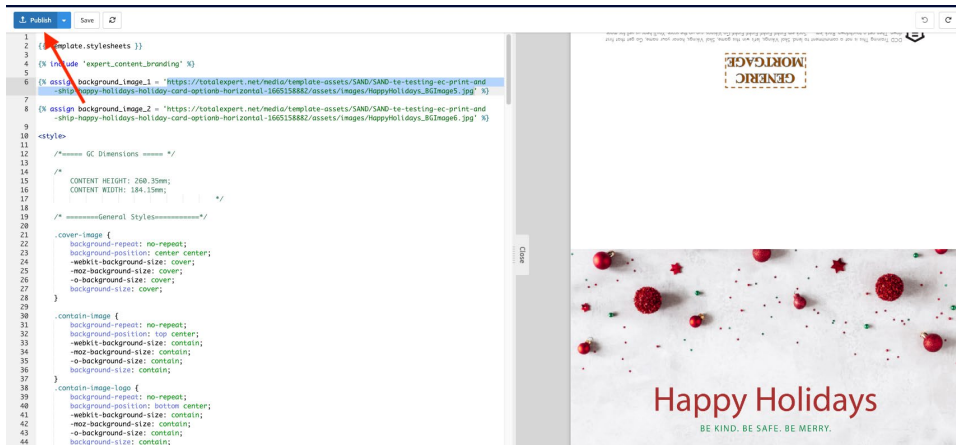 Publish Save
1
2 {{ template.stylesheets }}
3
4 {% include 'expert_content_branding' %}
5
6 {% assign background_image_1 = 'https://totalexpert.net/media/template-assets/SAND/SAND-te-testing-ec-print-and
-ship-happy-holidays-holiday-card-optionb-horizontal-1665158882/assets/images/HappyHolidays_BGImage5.jpg' %}
7
8 {% assign background_image_2 = 'https://totalexpert.net/media/template-assets/SAND/SAND-te-testing-ec-print-and
-ship-happy-holidays-holiday-card-optionb-horizontal-1665158882/assets/images/HappyHolidays_BGImage6.jpg' %}
9
10 <style>
11
12 /*===== GC Dimensions ===== */
13
14 /*
15 CONTENT HEIGHT: 260.35mm;
16 CONTENT WIDTH: 184.15mm;
17 */
18
19 /* ========General Styles===========*/
20
21 .cover-image {
22 background-repeat: no-repeat;
23 background-position: center center;
24 -webkit-background-size: cover;
25 -moz-background-size: cover;
26 -o-background-size: cover;
27 background-size: cover;
28 }
29
30 .contain-image {
31 background-repeat: no-repeat;
32 background-position: top center;
33 -webkit-background-size: contain;
34 -moz-background-size: contain;
35 -o-background-size: contain;
36 background-size: contain;
37 }
38 .contain-image-logo {
39 background-repeat: no-repeat;
40 background-position: bottom center;
41 -webkit-background-size: contain;
42 -moz-background-size: contain;
43 -o-background-size: contain;
44 background-size: contain;
Close
GENERIC
MORTGAGE
Happy Holidays
BE KIND. BE SAFE. BE MERRY.